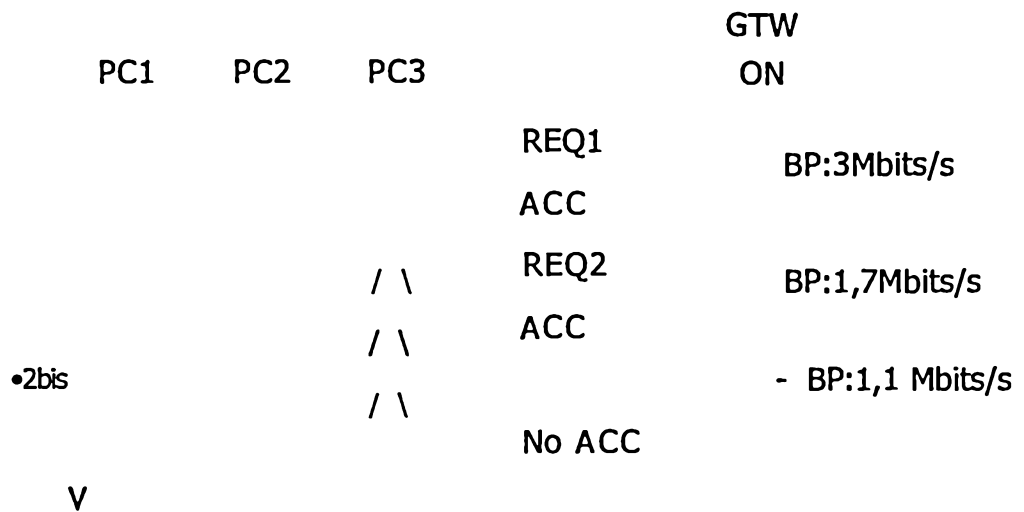 GTW
PC1 PC2 PC3 ON
REQ1
BP:3Mbits/s
ACC
REQ2
/ \ BP:1,7Mbits/s
ACC
/ \
•2bis - BP:1,1 Mbits/s
/ \
No ACC
V